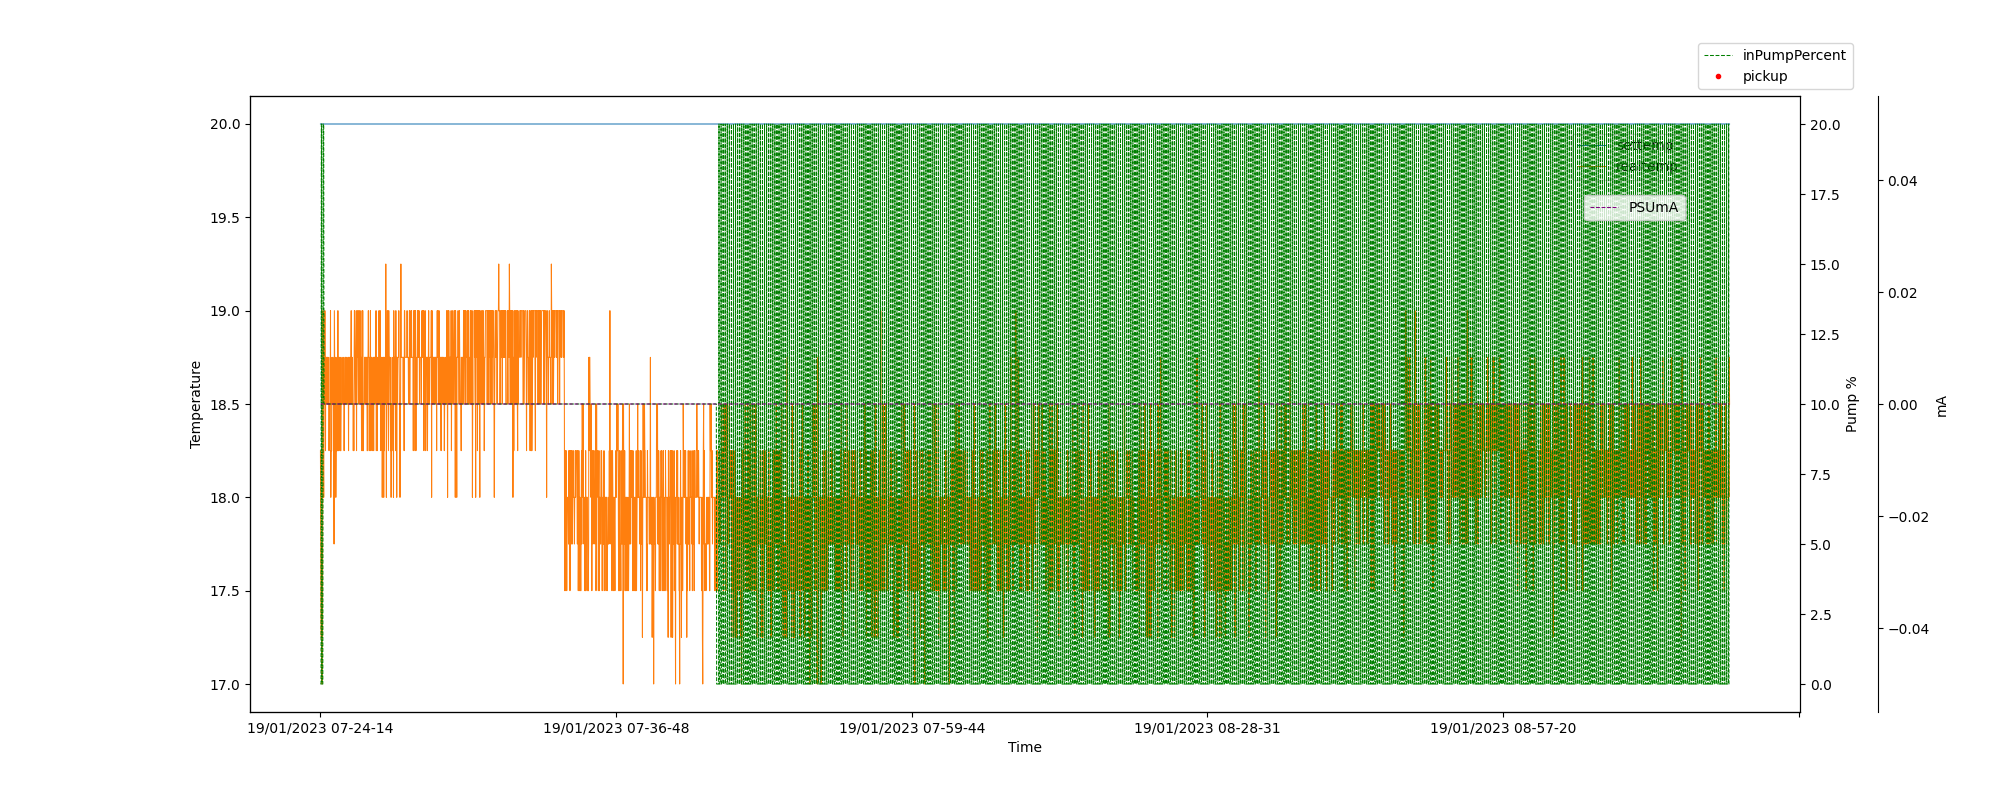 inPumpPercent
pickup
20.0
19.5
19.0
18.5
18.0
17.5
17.0
Temperature
settemp
realtemp
PSUmA
20.0
17.5
15.0
12.5
10.0
7.5
5.0
2.5
0.0
Pump %
0.04
0.02
0.00
−0.02
−0.04
mA
19/01/2023 07-24-14
19/01/2023 07-36-48
19/01/2023 07-59-44
19/01/2023 08-28-31
19/01/2023 08-57-20
Time